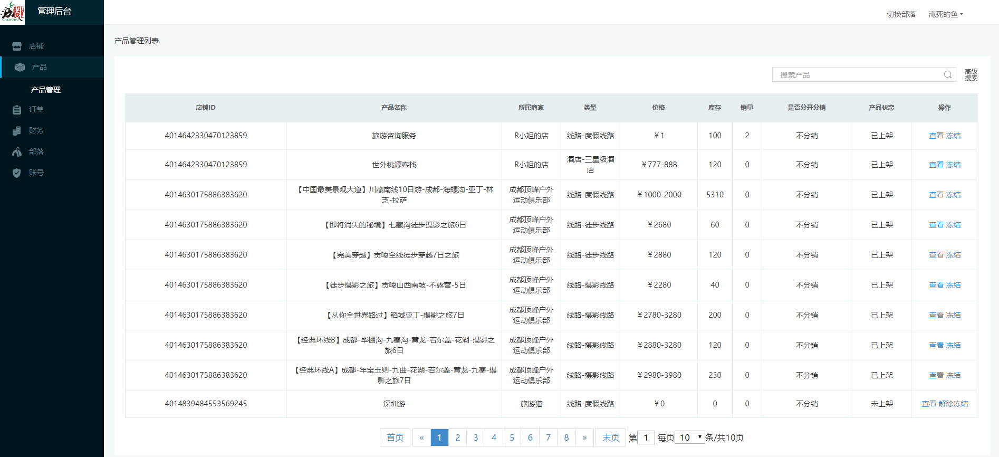 管理后台
CHENGDU
切换部落 淹死的鱼
店铺
产品
产品管理
订单
财务
部落
账号
产品管理列表
搜索产品
高级
搜索
店铺ID 产品名称 所属商家 类型 价格 库存 销量 是否分开分销 产品状态 操作
4014642330470123859 旅游咨询服务 R小姐的店 线路-度假线路 ¥1 100 2 不分销 已上架 查看 冻结
4014642330470123859 世外桃源客栈 R小姐的店 酒店-三星级酒
店 ¥777-888 120 0 不分销 已上架 查看 冻结
4014630175886383620 【中国最美景观大道】川藏南线10日游-成都-海螺沟-亚丁-林
芝-拉萨 成都顶峰户外
运动俱乐部 线路-度假线路 ¥1000-2000 5310 0 不分销 已上架 查看 冻结
4014630175886383620 【即将消失的秘境】七藏沟徒步摄影之旅6日 成都顶峰户外
运动俱乐部 线路-徒步线路 ¥2680 60 0 不分销 已上架 查看 冻结
4014630175886383620 【完美穿越】贡嘎全线徒步穿越7日之旅 成都顶峰户外
运动俱乐部 线路-徒步线路 ¥2880 120 0 不分销 已上架 查看 冻结
4014630175886383620 【徒步摄影之旅】贡嘎山西南坡-不露营-5日 成都顶峰户外
运动俱乐部 线路-摄影线路 ¥2280 40 0 不分销 已上架 查看 冻结
4014630175886383620 【从你全世界路过】稻城亚丁-摄影之旅7日 成都顶峰户外
运动俱乐部 线路-摄影线路 ¥2780-3280 200 0 不分销 已上架 查看 冻结
4014630175886383620 【经典环线B】成都-毕棚沟-九寨沟-黄龙-若尔盖-花湖-摄影之
旅6日 成都顶峰户外
运动俱乐部 线路-摄影线路 ¥2880-3280 120 0 不分销 已上架 查看 冻结
4014630175886383620 【经典环线A】成都-年宝玉则-九曲-花湖-若尔盖-黄龙-九寨-摄
影之旅7日 成都顶峰户外
运动俱乐部 线路-摄影线路 ¥2980-3980 230 0 不分销 已上架 查看 冻结
4014839484553569245 深圳游 旅游猫 线路-度假线路 ¥0 0 0 不分销 未上架 查看 解除冻结
首页 « 1 2 3 4 5 6 7 8 » 末页 第 1 每页 10 条/共10页